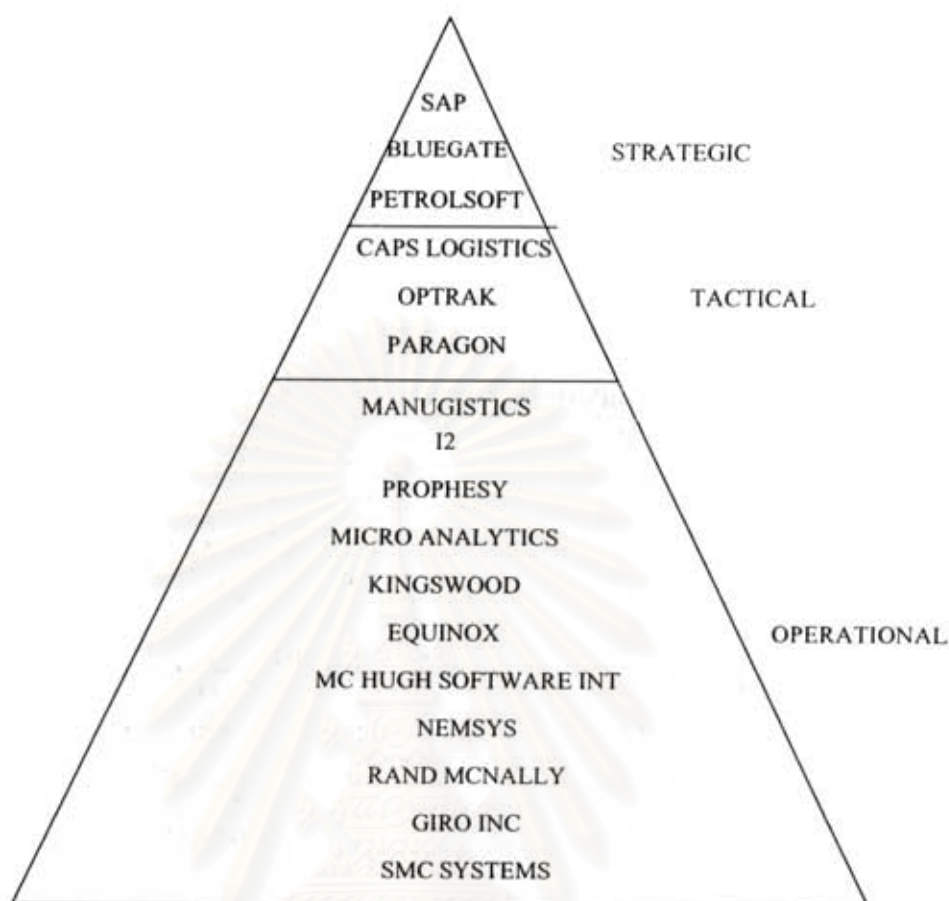 SAP
BLUEGATE
STRATEGIC
PETROLSOFT
CAPS LOGISTICS
OPTRAK
TACTICAL
PARAGON
MANUGISTICS
I2
PROPHESY
MICRO ANALYTICS
KINGSWOOD
EQUINOX
OPERATIONAL
MC HUGH SOFTWARE INT
NEMSYS
RAND MCNALLY
GIRO INC
SMC SYSTEMS